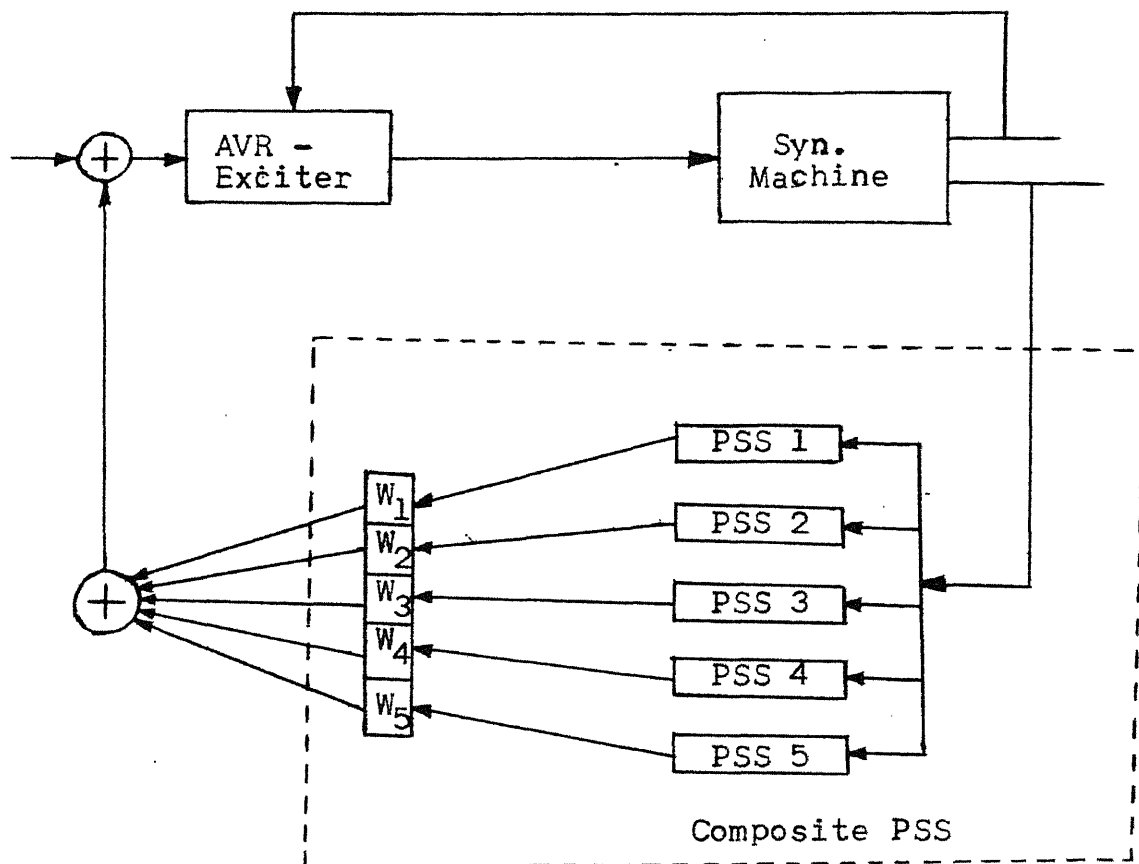 +
AVR -
Exciter
Syn.
Machine
PSS 1
W1
PSS 2
W2
+
W3
PSS 3
W4
PSS 4
W5
PSS 5
Composite PSS